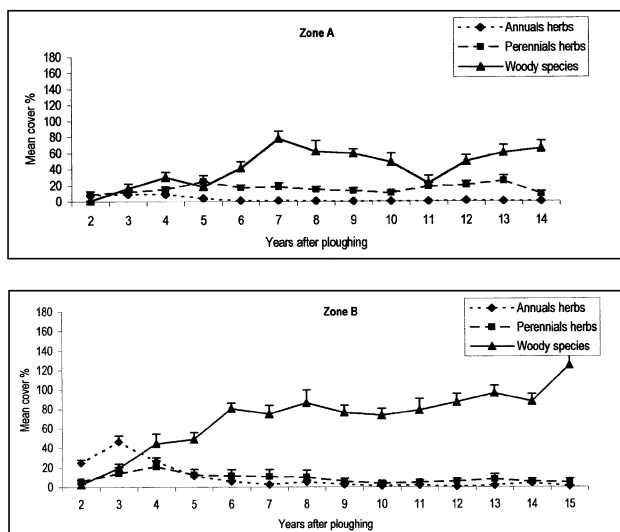 Zone A
Annuals herbs
Perennials herbs
Woody species
Mean cover %
180
160
140
120
100
80
60
40
20
0
2 3 4 5 6 7 8 9 10 11 12 13 14
Years after ploughing
Zone B
Annuals herbs
Perennials herbs
Woody species
Mean cover %
180
160
140
120
100
80
60
40
20
0
2 3 4 5 6 7 8 9 10 11 12 13 14 15
Years after ploughing